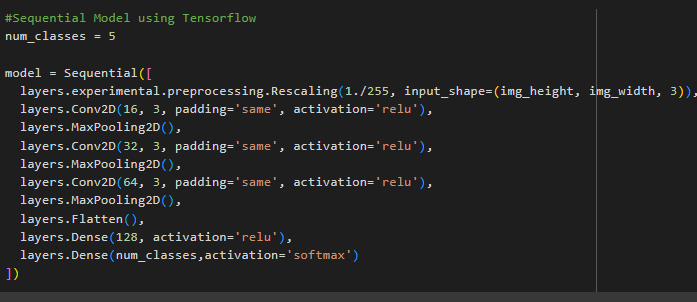 #Sequential Model using Tensorflow
num_classes = 5
model = Sequential([
layers.experimental.preprocessing.Rescaling(1./255, input_shape=(img_height, img_width, 3)),
layers.Conv2D(16, 3, padding='same', activation='relu'),
layers.MaxPooling2D(),
layers.Conv2D(32, 3, padding='same', activation='relu'),
layers.MaxPooling2D(),
layers.Conv2D(64, 3, padding='same', activation='relu'),
layers.MaxPooling2D(),
layers.Flatten(),
layers.Dense(128, activation='relu'),
layers.Dense(num_classes,activation='softmax')
])